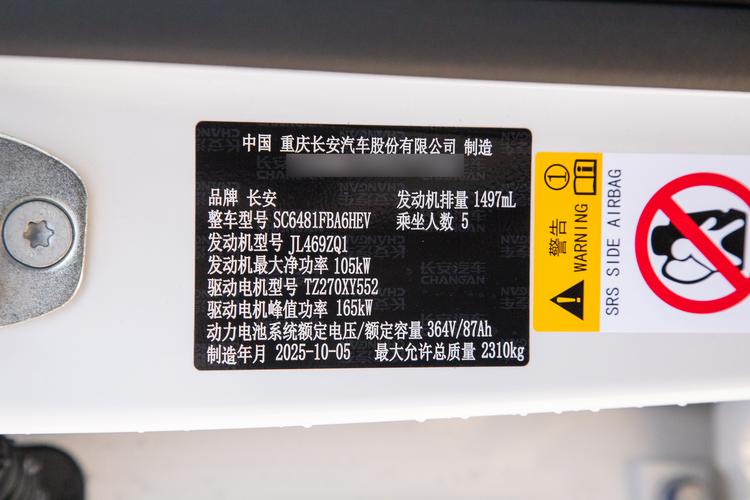 中国 重庆长安汽车股份有限公司 制造
品牌 长安 发动机排量 1497mL
整车型号 SC6481FBA6HEV 乘坐人数 5
发动机型号 JL469ZQ1
发动机最大净功率 105kW
驱动电机型号 TZ270XY552
驱动电机峰值功率 165kW
动力电池系统额定电压/额定容量 364V/87Ah
制造年月 2025-10-05 最大允许总质量 2310kg
长安汽车
CHANGAN
警告
WARNING
SRS SIDE AIRBAG